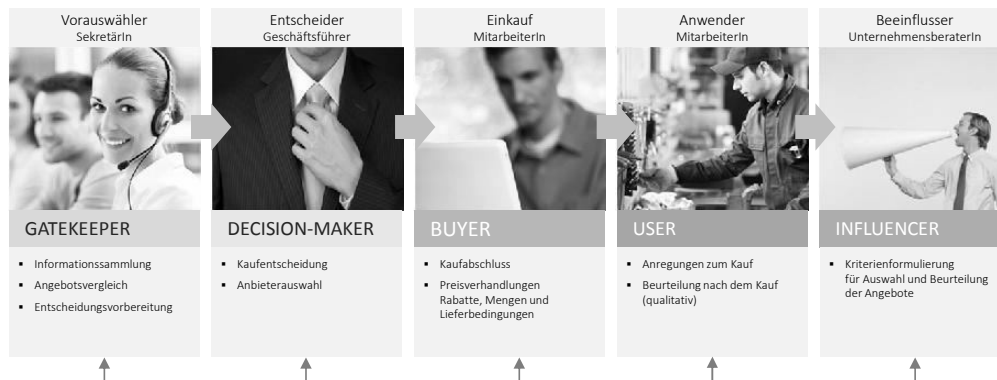 Vorauswähler
SekretärIn
Entscheider
Geschäftsführer
Einkauf
MitarbeiterIn
Anwender
MitarbeiterIn
Beeinflusser
UnternehmensberaterIn
GATEKEEPER
DECISION-MAKER
BUYER
USER
INFLUENCER
▪ Informationssammlung
▪ Angebotsvergleich
▪ Entscheidungsvorbereitung
▪ Kaufentscheidung
▪ Anbieterauswahl
▪ Kaufabschluss
▪ Preisverhandlungen
Rabatte, Mengen und
Lieferbedingungen
▪ Anregungen zum Kauf
▪ Beurteilung nach dem Kauf
(qualitativ)
▪ Kriterienformulierung
für Auswahl und Beurteilung
der Angebote